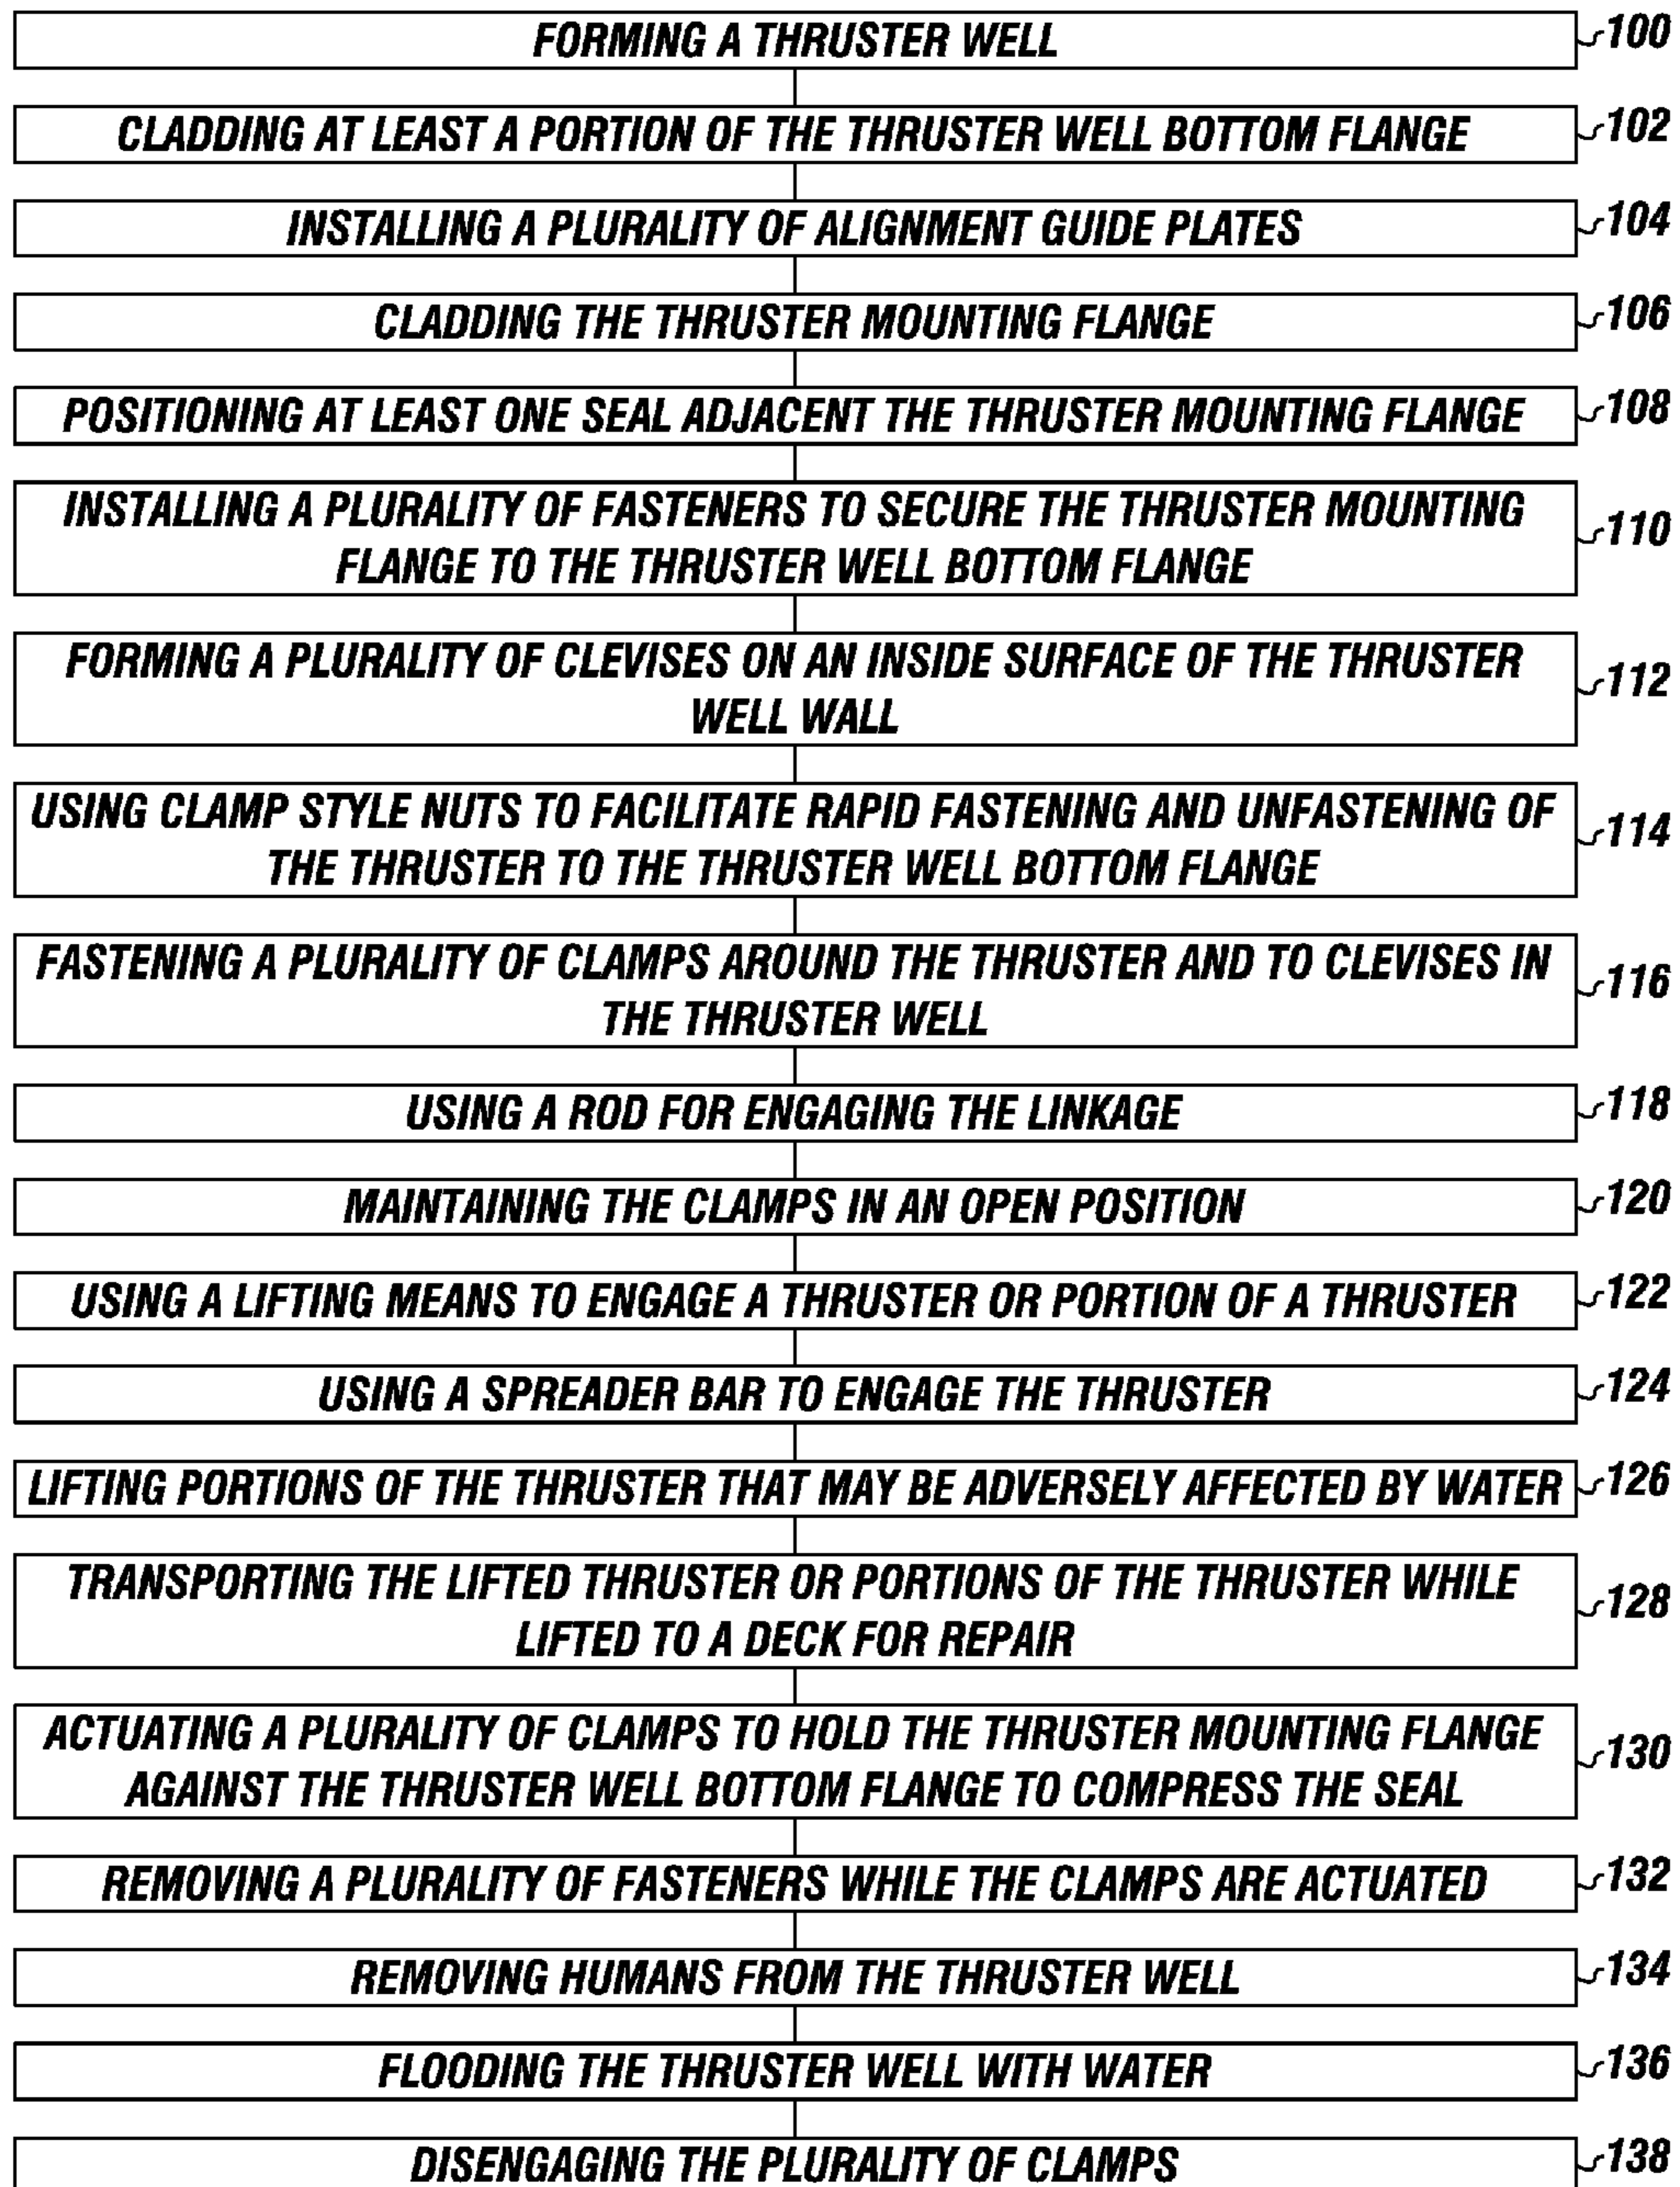 FORMING A THRUSTER WELL
100
CLADDING AT LEAST A PORTION OF THE THRUSTER WELL BOTTOM FLANGE
102
INSTALLING A PLURALITY OF ALIGNMENT GUIDE PLATES
104
CLADDING THE THRUSTER MOUNTING FLANGE
106
POSITIONING AT LEAST ONE SEAL ADJACENT THE THRUSTER MOUNTING FLANGE
108
INSTALLING A PLURALITY OF FASTENERS TO SECURE THE THRUSTER MOUNTING
FLANGE TO THE THRUSTER WELL BOTTOM FLANGE
110
FORMING A PLURALITY OF CLEVISES ON AN INSIDE SURFACE OF THE THRUSTER
WELL WALL
112
USING CLAMP STYLE NUTS TO FACILITATE RAPID FASTENING AND UNFASTENING OF
THE THRUSTER TO THE THRUSTER WELL BOTTOM FLANGE
114
FASTENING A PLURALITY OF CLAMPS AROUND THE THRUSTER AND TO CLEVISES IN
THE THRUSTER WELL
116
USING A ROD FOR ENGAGING THE LINKAGE
118
MAINTAINING THE CLAMPS IN AN OPEN POSITION
120
USING A LIFTING MEANS TO ENGAGE A THRUSTER OR PORTION OF A THRUSTER
122
USING A SPREADER BAR TO ENGAGE THE THRUSTER
124
LIFTING PORTIONS OF THE THRUSTER THAT MAY BE ADVERSELY AFFECTED BY WATER
126
TRANSPORTING THE LIFTED THRUSTER OR PORTIONS OF THE THRUSTER WHILE
LIFTED TO A DECK FOR REPAIR
128
ACTUATING A PLURALITY OF CLAMPS TO HOLD THE THRUSTER MOUNTING FLANGE
AGAINST THE THRUSTER WELL BOTTOM FLANGE TO COMPRESS THE SEAL
130
REMOVING A PLURALITY OF FASTENERS WHILE THE CLAMPS ARE ACTUATED
132
REMOVING HUMANS FROM THE THRUSTER WELL
134
FLOODING THE THRUSTER WELL WITH WATER
136
DISENGAGING THE PLURALITY OF CLAMPS
138